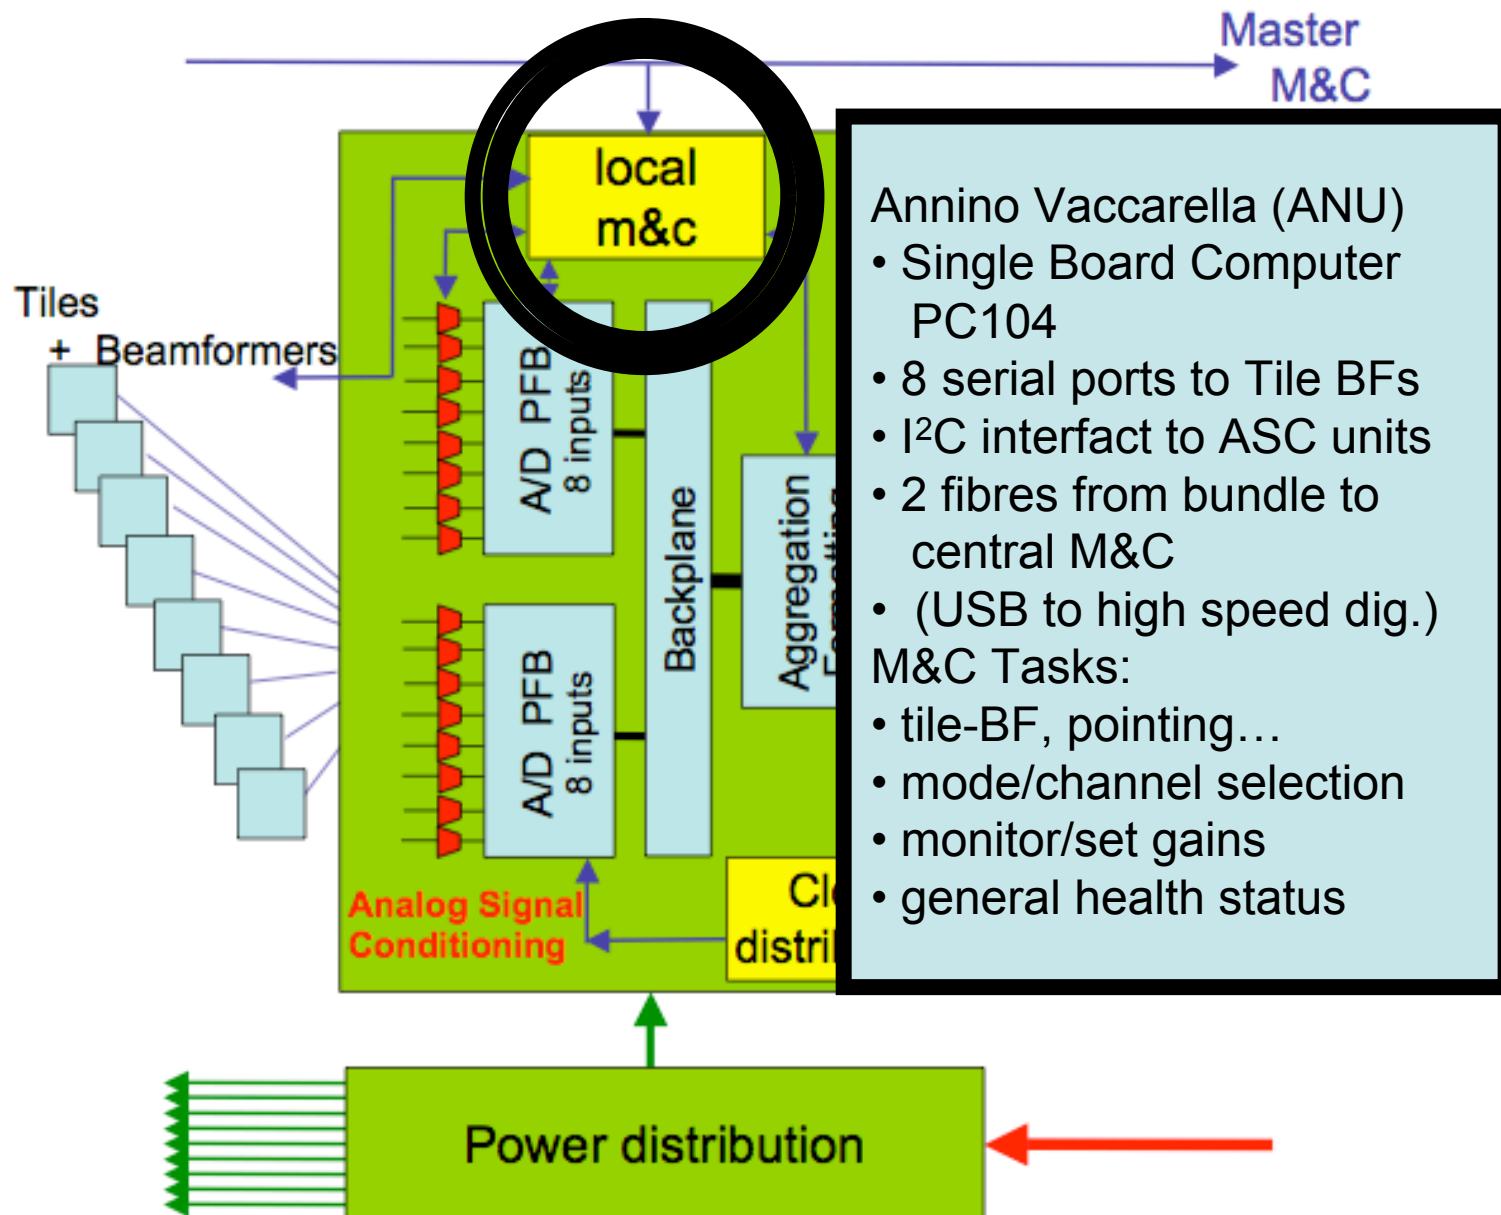 Master
M&C
local
m&c
Annino Vaccarella (ANU)
• Single Board Computer
PC104
• 8 serial ports to Tile BFs
• I²C interfact to ASC units
• 2 fibres from bundle to
central M&C
• (USB to high speed dig.)
M&C Tasks:
• tile-BF, pointing…
• mode/channel selection
• monitor/set gains
• general health status
Tiles
+ Beamformers
A/D PFB
8 inputs
A/D PFB
8 inputs
Backplane
Aggregation
Analog Signal
Conditioning
Power distribution